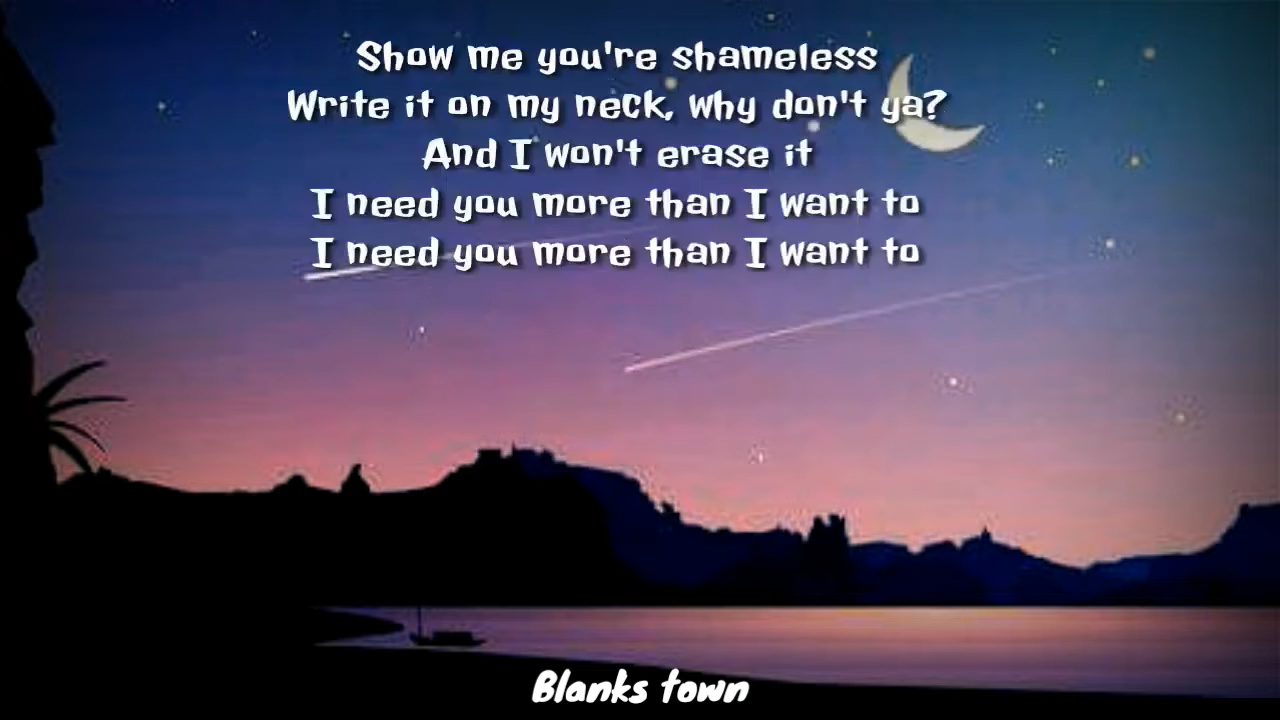 Show me you're shameless
Write it on my neck, why don't ya?
And I won't erase it
I need you more than I want to
I need you more than I want to
Blanks town